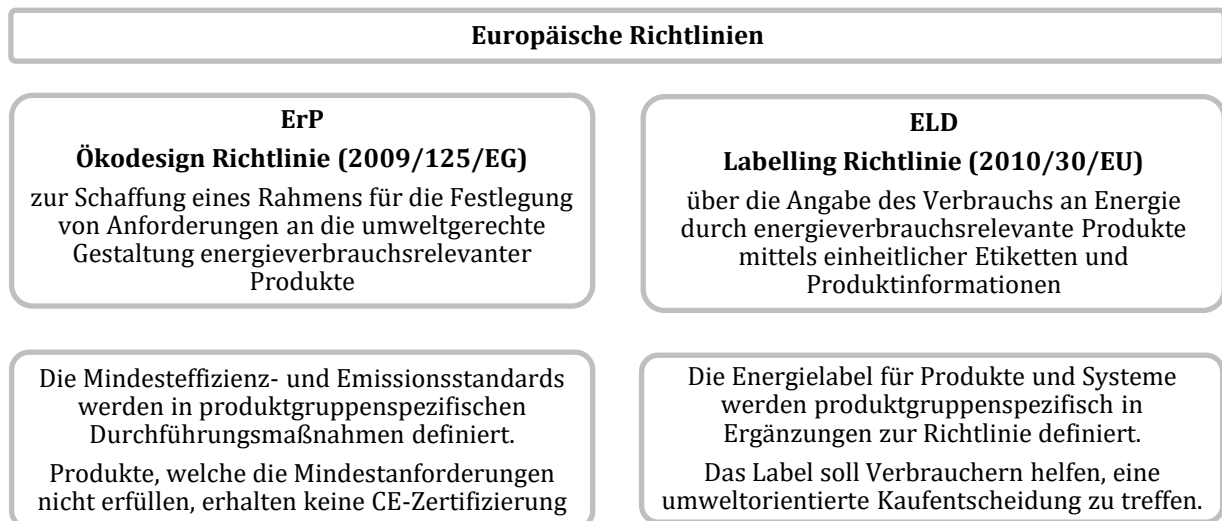 Europäische Richtlinien
ErP
Ökodesign Richtlinie (2009/125/EG)
zur Schaffung eines Rahmens für die Festlegung
von Anforderungen an die umweltgerechte
Gestaltung energieverbrauchsrelevanter
Produkte
ELD
Labelling Richtlinie (2010/30/EU)
über die Angabe des Verbrauchs an Energie
durch energieverbrauchsrelevante Produkte
mittels einheitlicher Etiketten und
Produktinformationen
Die Mindesteffizienz- und Emissionsstandards
werden in produktgruppenspezifischen
Durchführungsmaßnahmen definiert.
Produkte, welche die Mindestanforderungen
nicht erfüllen, erhalten keine CE-Zertifizierung
Die Energielabel für Produkte und Systeme
werden produktgruppenspezifisch in
Ergänzungen zur Richtlinie definiert.
Das Label soll Verbrauchern helfen, eine
umweltorientierte Kaufentscheidung zu treffen.